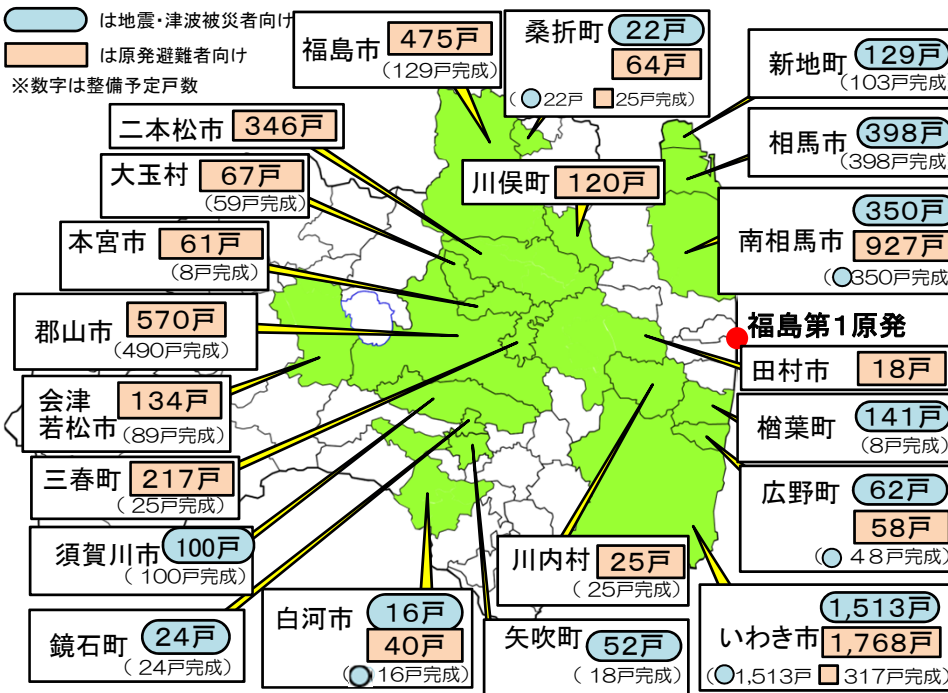 は地震・津波被災者向け
は原発避難者向け
※数字は整備予定戸数
福島市 475戸
(129戸完成)
桑折町 22戸
64戸
(22戸 25戸完成)
新地町 129戸
(103戸完成
相馬市 398戸
(398戸完成
350戸
南相馬市 927戸
(350戸完成
二本松市 346戸
大玉村 67戸
(59戸完成)
川俣町 120戸
本宮市 61戸
(8戸完成)
郡山市 570戸
(490戸完成)
福島第1原発
田村市 18戸
会津
若松市 134戸
(89戸完成)
楢葉町 141戸
(8戸完成)
三春町 217戸
(25戸完成)
広野町 62戸
58戸
(48戸完成)
須賀川市 100戸
(100戸完成)
川内村 25戸
(25戸完成)
鏡石町 24戸
(24戸完成)
白河市 16戸
40戸
(16戸完成)
矢吹町 52戸
(18戸完成)
1,513戸
いわき市 1,768戸
(1,513戸 317戸完成)